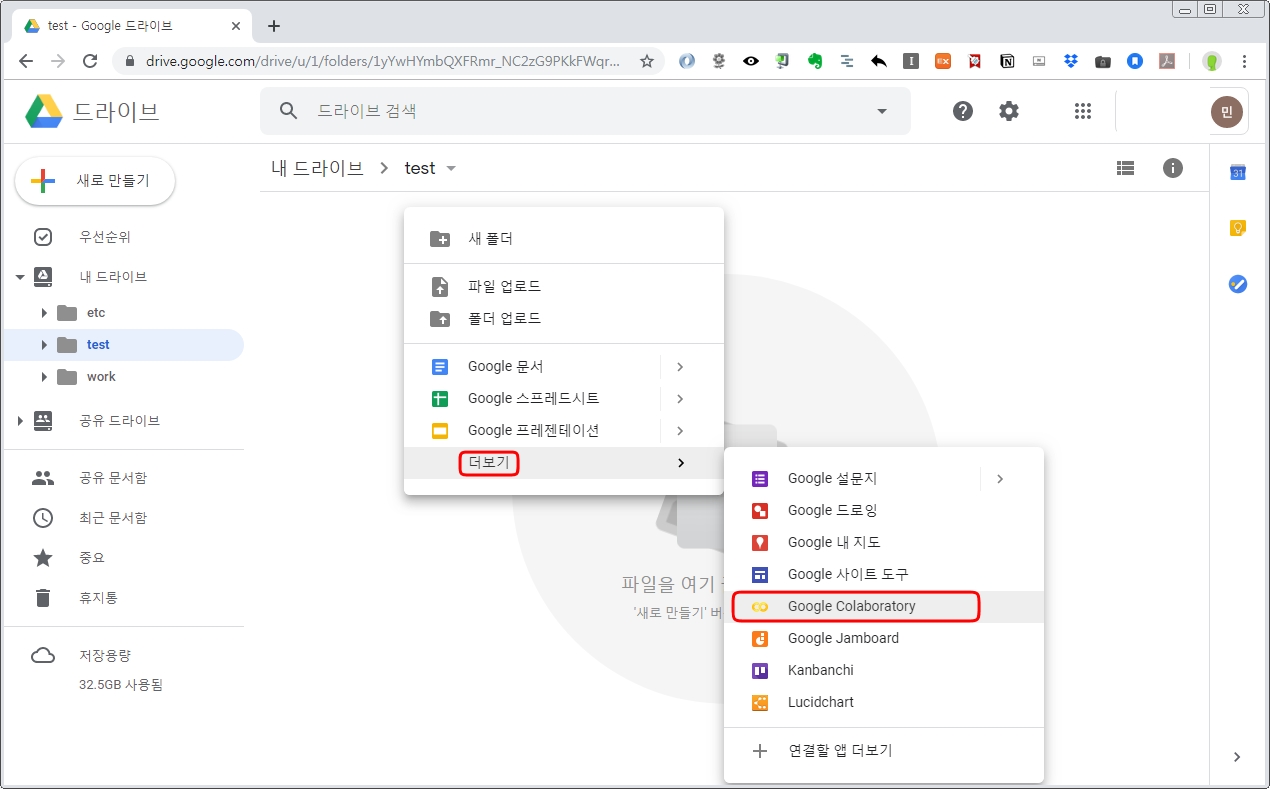 test - Google 드라이브
drive.google.com/drive/u/1/folders/1yYwHYmbQXFRmr_NC2zG9PKkFWqr...
드라이브
드라이브 검색
민
새로 만들기
내 드라이브 > test
우선순위
내 드라이브
etc
test
work
공유 드라이브
공유 문서함
최근 문서함
중요
휴지통
저장용량
32.5GB 사용됨
새 폴더
파일 업로드
폴더 업로드
Google 문서
Google 스프레드시트
Google 프레젠테이션
더보기
파일을 여기
'새로 만들기' 버
Google 설문지
Google 드로잉
Google 내 지도
Google 사이트 도구
Google Colaboratory
Google Jamboard
Kanbanchi
Lucidchart
연결할 앱 더보기
31